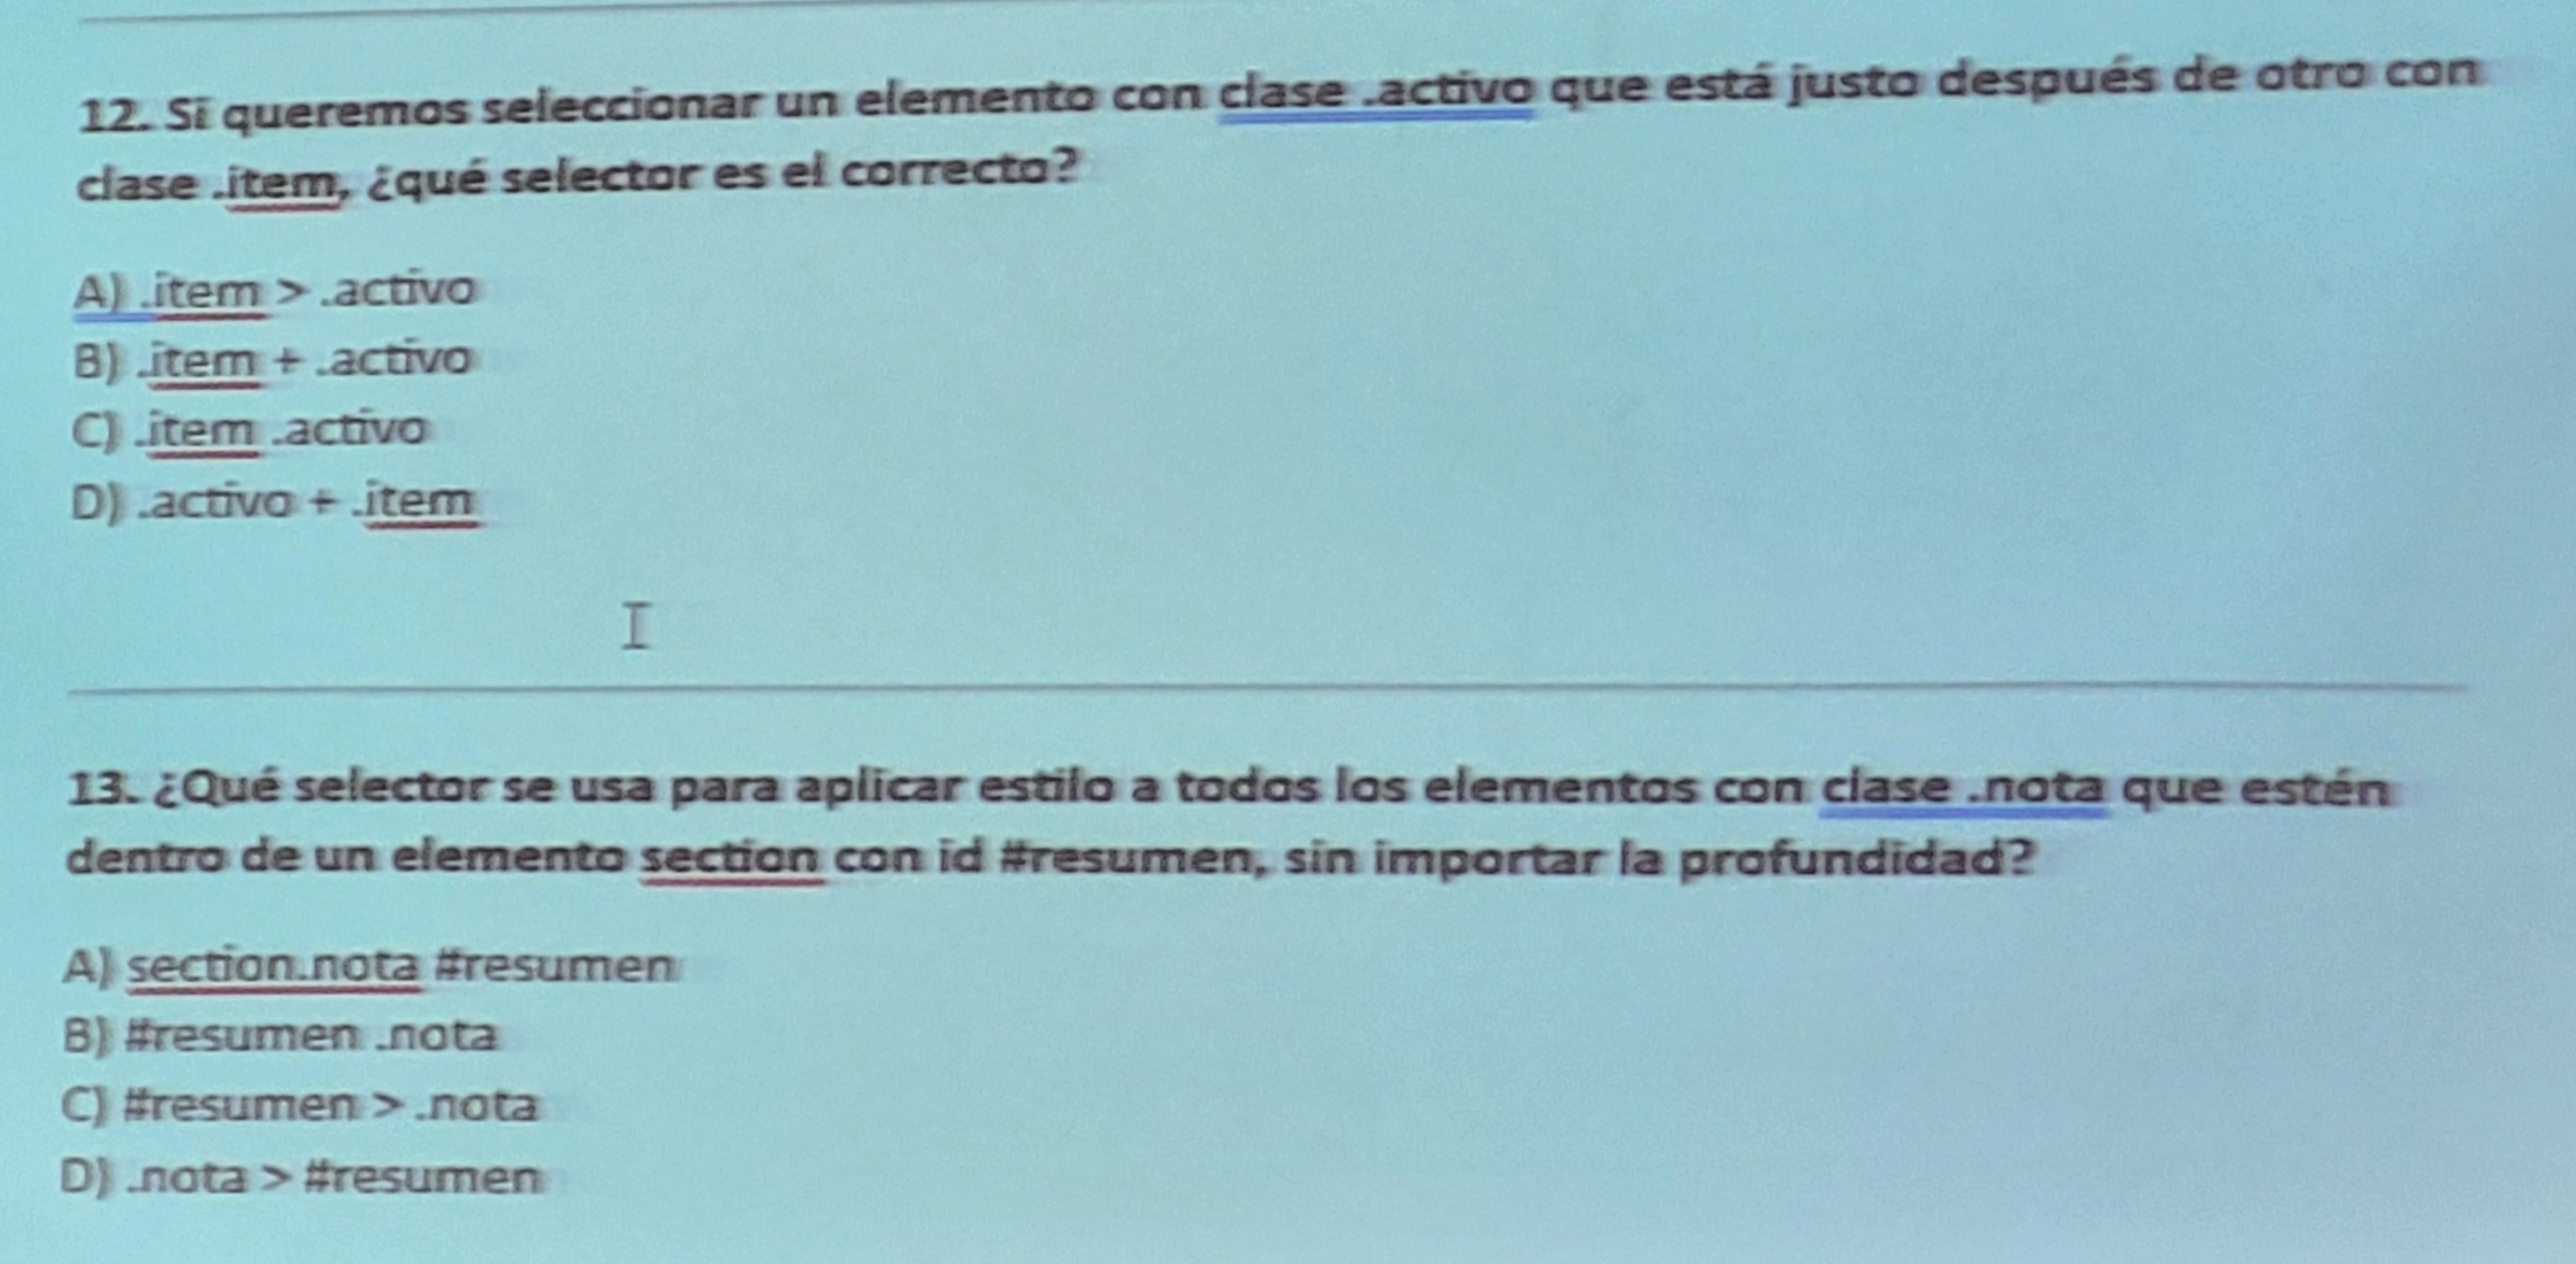 12. Si queremos seleccionar un elemento con clase .activo que está justo después de otro con
clase .item, ¿qué selector es el correcto?
A) .item > .activo
B) .item + .activo
C) .item .activo
D) .activo + .item
13. ¿Qué selector se usa para aplicar estilo a todos los elementos con clase .nota que estén
dentro de un elemento section con id #resumen, sin importar la profundidad?
A) section.nota #resumen
B) #resumen .nota
C) #resumen > .nota
D) .nota > #resumen